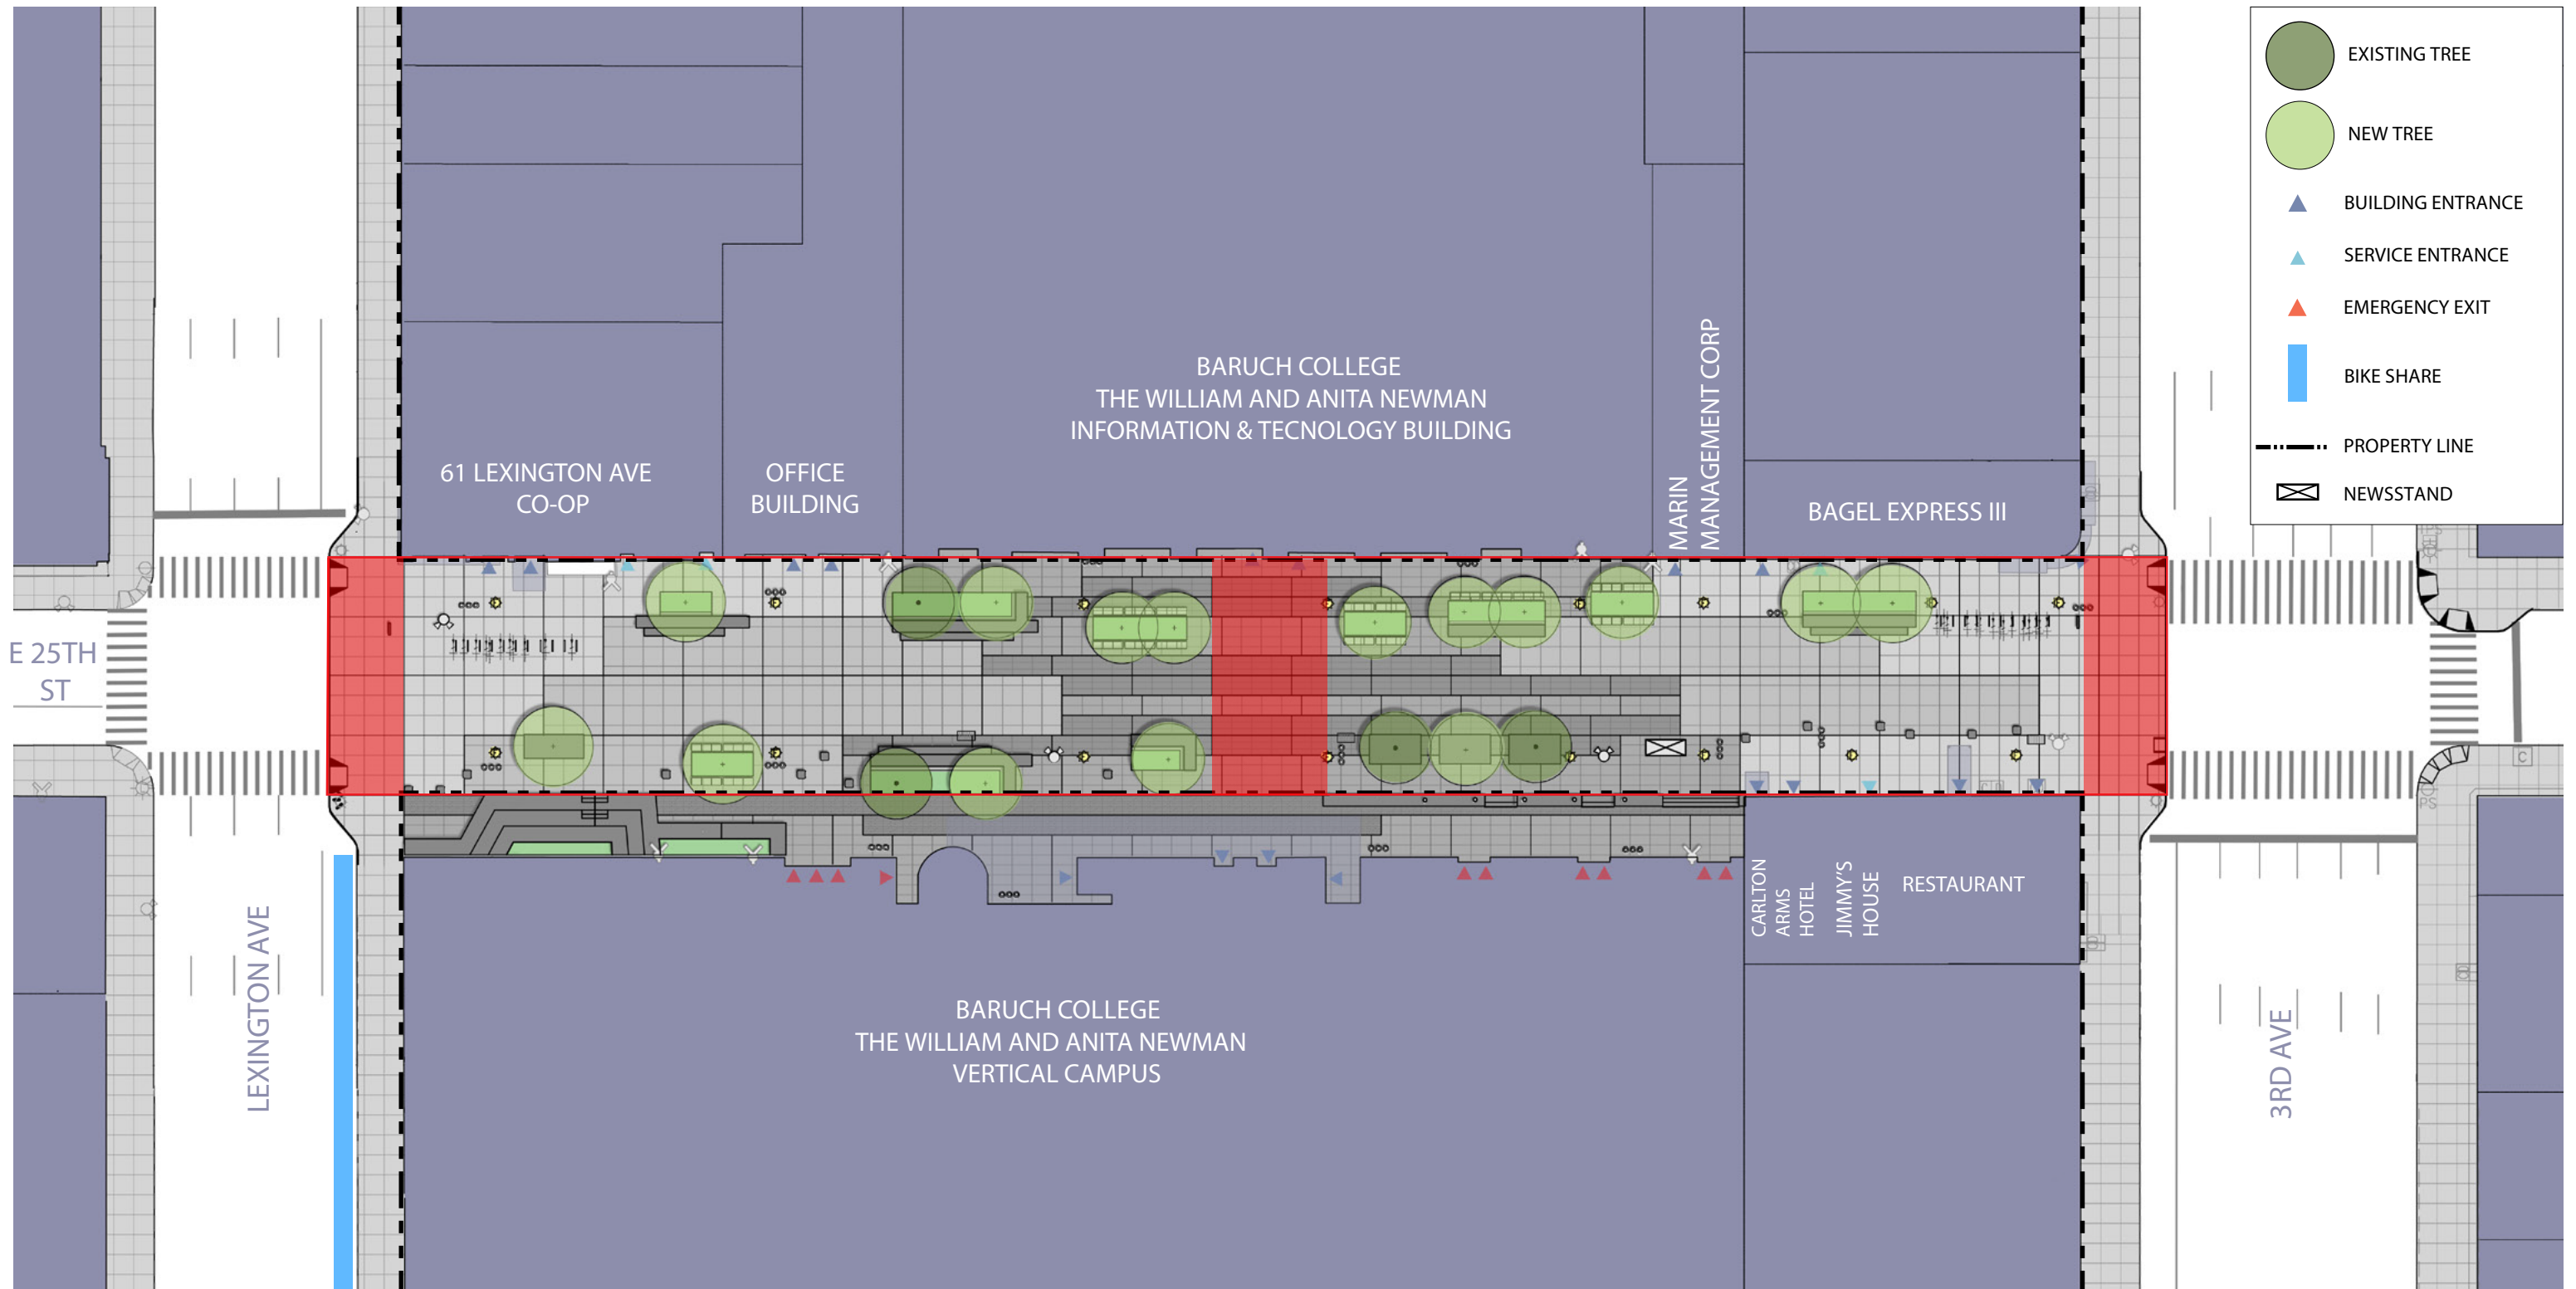 EXISTING TREE
NEW TREE
BUILDING ENTRANCE
SERVICE ENTRANCE
EMERGENCY EXIT
BIKE SHARE
PROPERTY LINE
NEWSSTAND
BARUCH COLLEGE
THE WILLIAM AND ANITA NEWMAN
INFORMATION & TECNOLOGY BUILDING
61 LEXINGTON AVE
CO-OP
OFFICE
BUILDING
MARIN
MANAGEMENT CORP
BAGEL EXPRESS III
E 25TH
ST
LEXINGTON AVE
CARLTON
ARMS
HOTEL
JIMMY'S
HOUSE
RESTAURANT
C
PS
BARUCH COLLEGE
THE WILLIAM AND ANITA NEWMAN
VERTICAL CAMPUS
3RD AVE